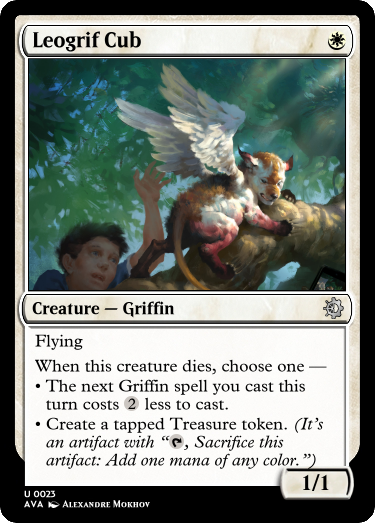 Leogrif Cub
Creature — Griffin
Flying
When this creature dies, choose one —
• The next Griffin spell you cast this
turn costs 2 less to cast.
• Create a tapped Treasure token. (It's
an artifact with “, Sacrifice this
artifact: Add one mana of any color.”)
1/1
U 0023
AVA Alexandre Mokhov